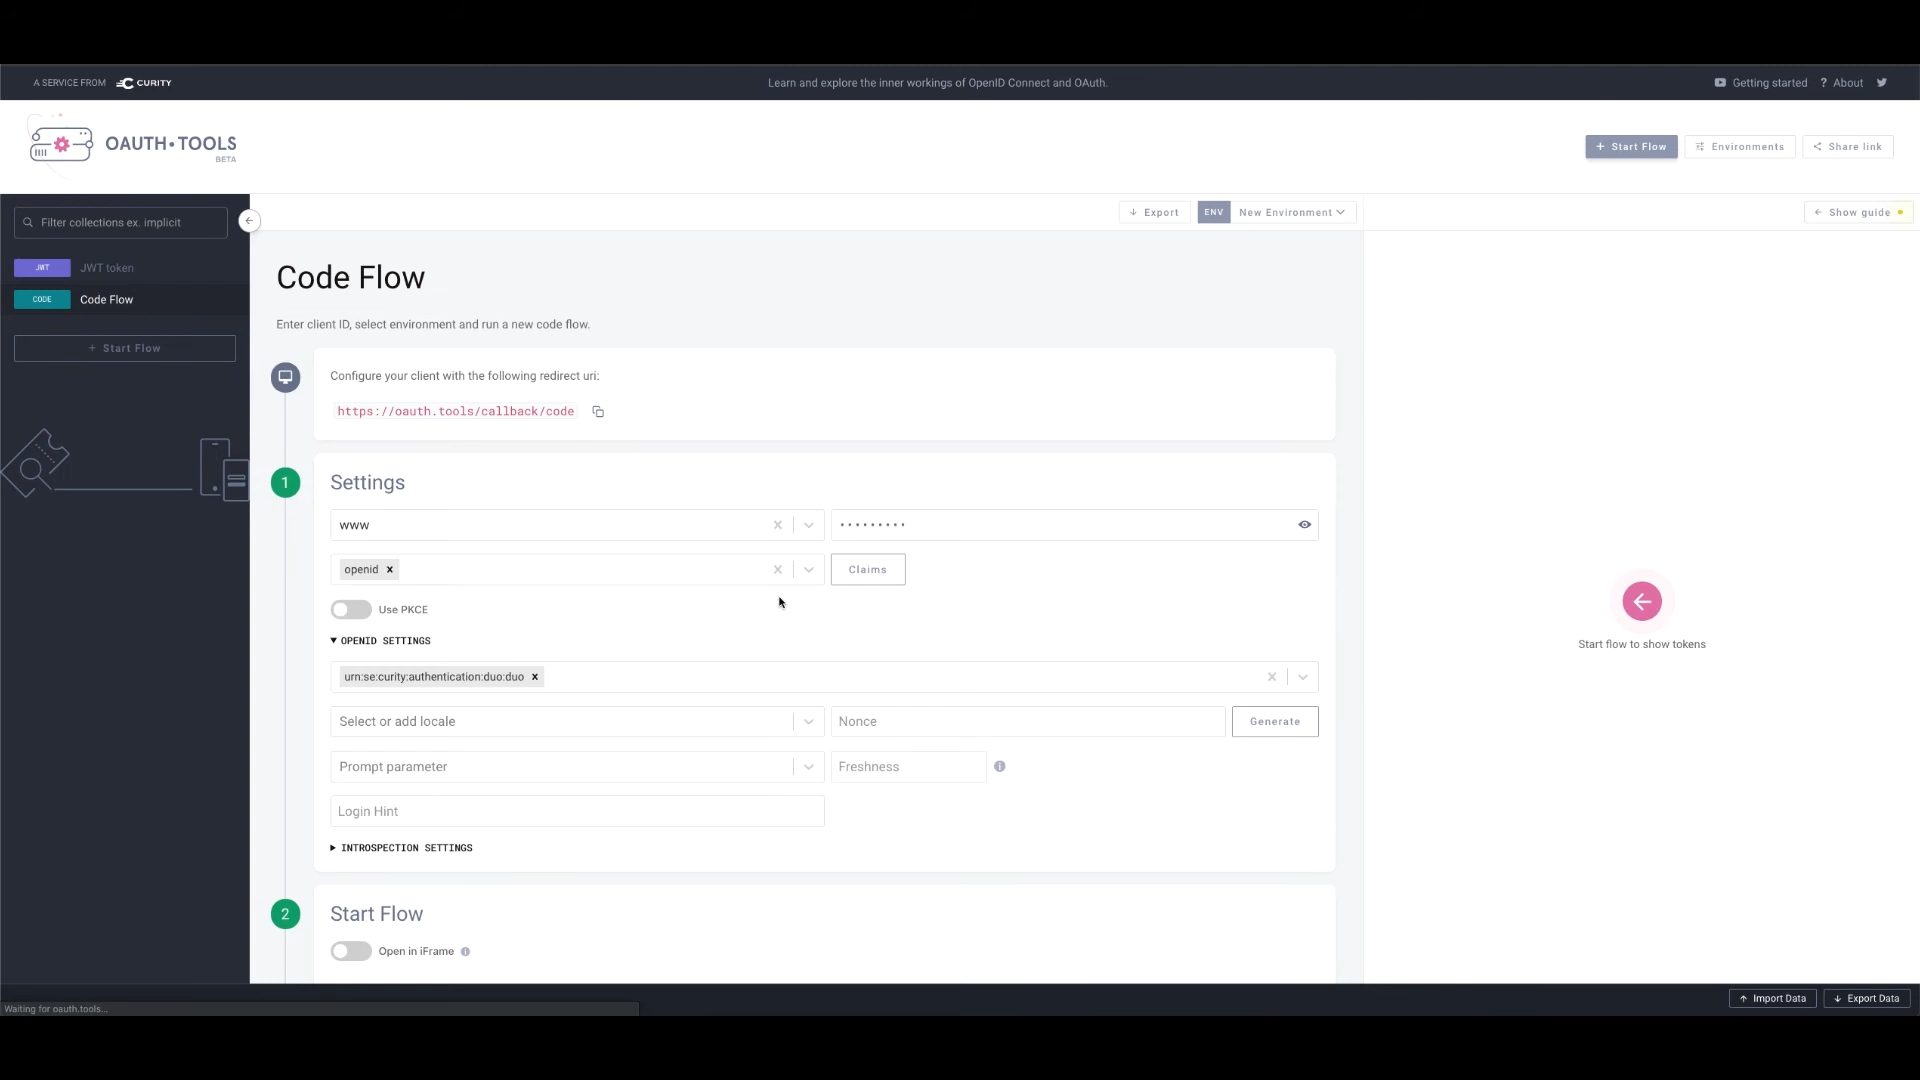 A SERVICE FROM CURITY
Learn and explore the inner workings of OpenID Connect and OAuth.
Getting started
? About
OAUTH•TOOLS
BETA
+ Start Flow
Environments
Share link
Filter collections ex. implicit
Export
ENV
New Environment
Show guide
JWT
JWT token
CODE
Code Flow
+ Start Flow
Code Flow
Enter client ID, select environment and run a new code flow.
Configure your client with the following redirect uri:
https://oauth.tools/callback/code
1
Settings
www
•••••••••
openid
Claims
Use PKCE
OPENID SETTINGS
urn:se:curity:authentication:duo:duo
Select or add locale
Nonce
Generate
Prompt parameter
Freshness
Login Hint
INTROSPECTION SETTINGS
2
Start Flow
Open in iFrame
Start flow to show tokens
Import Data
Export Data
Waiting for oauth.tools...